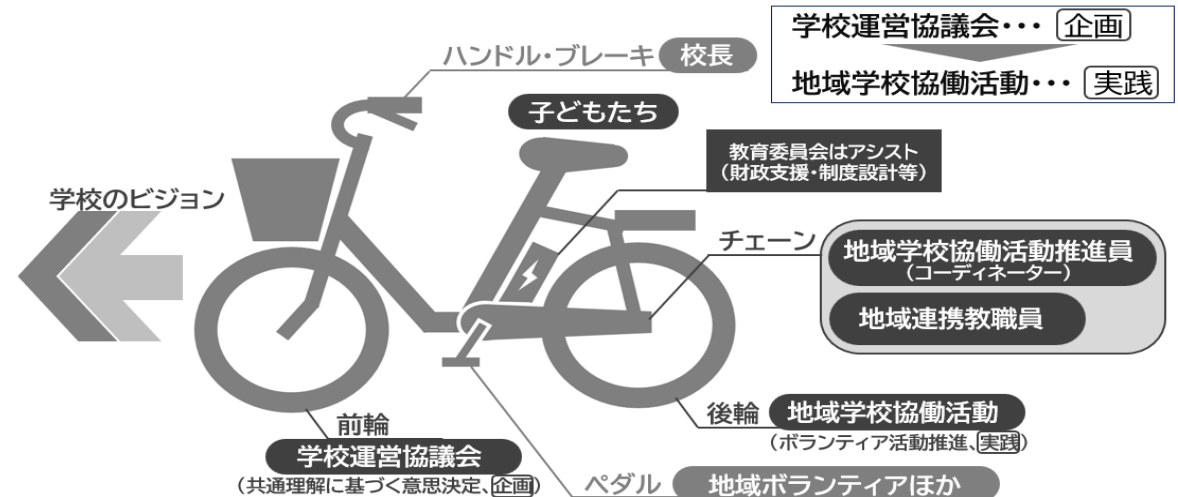 学校運営協議会･･･ 企画
地域学校協働活動･･･ 実践
ハンドル・ブレーキ 校長
子どもたち
教育委員会はアシスト
（財政支援・制度設計等）
学校のビジョン
チェーン
地域学校協働活動推進員
（コーディネーター）
地域連携教職員
後輪 地域学校協働活動
（ボランティア活動推進、実践）
前輪
学校運営協議会
（共通理解に基づく意思決定、企画）
ペダル 地域ボランティアほか